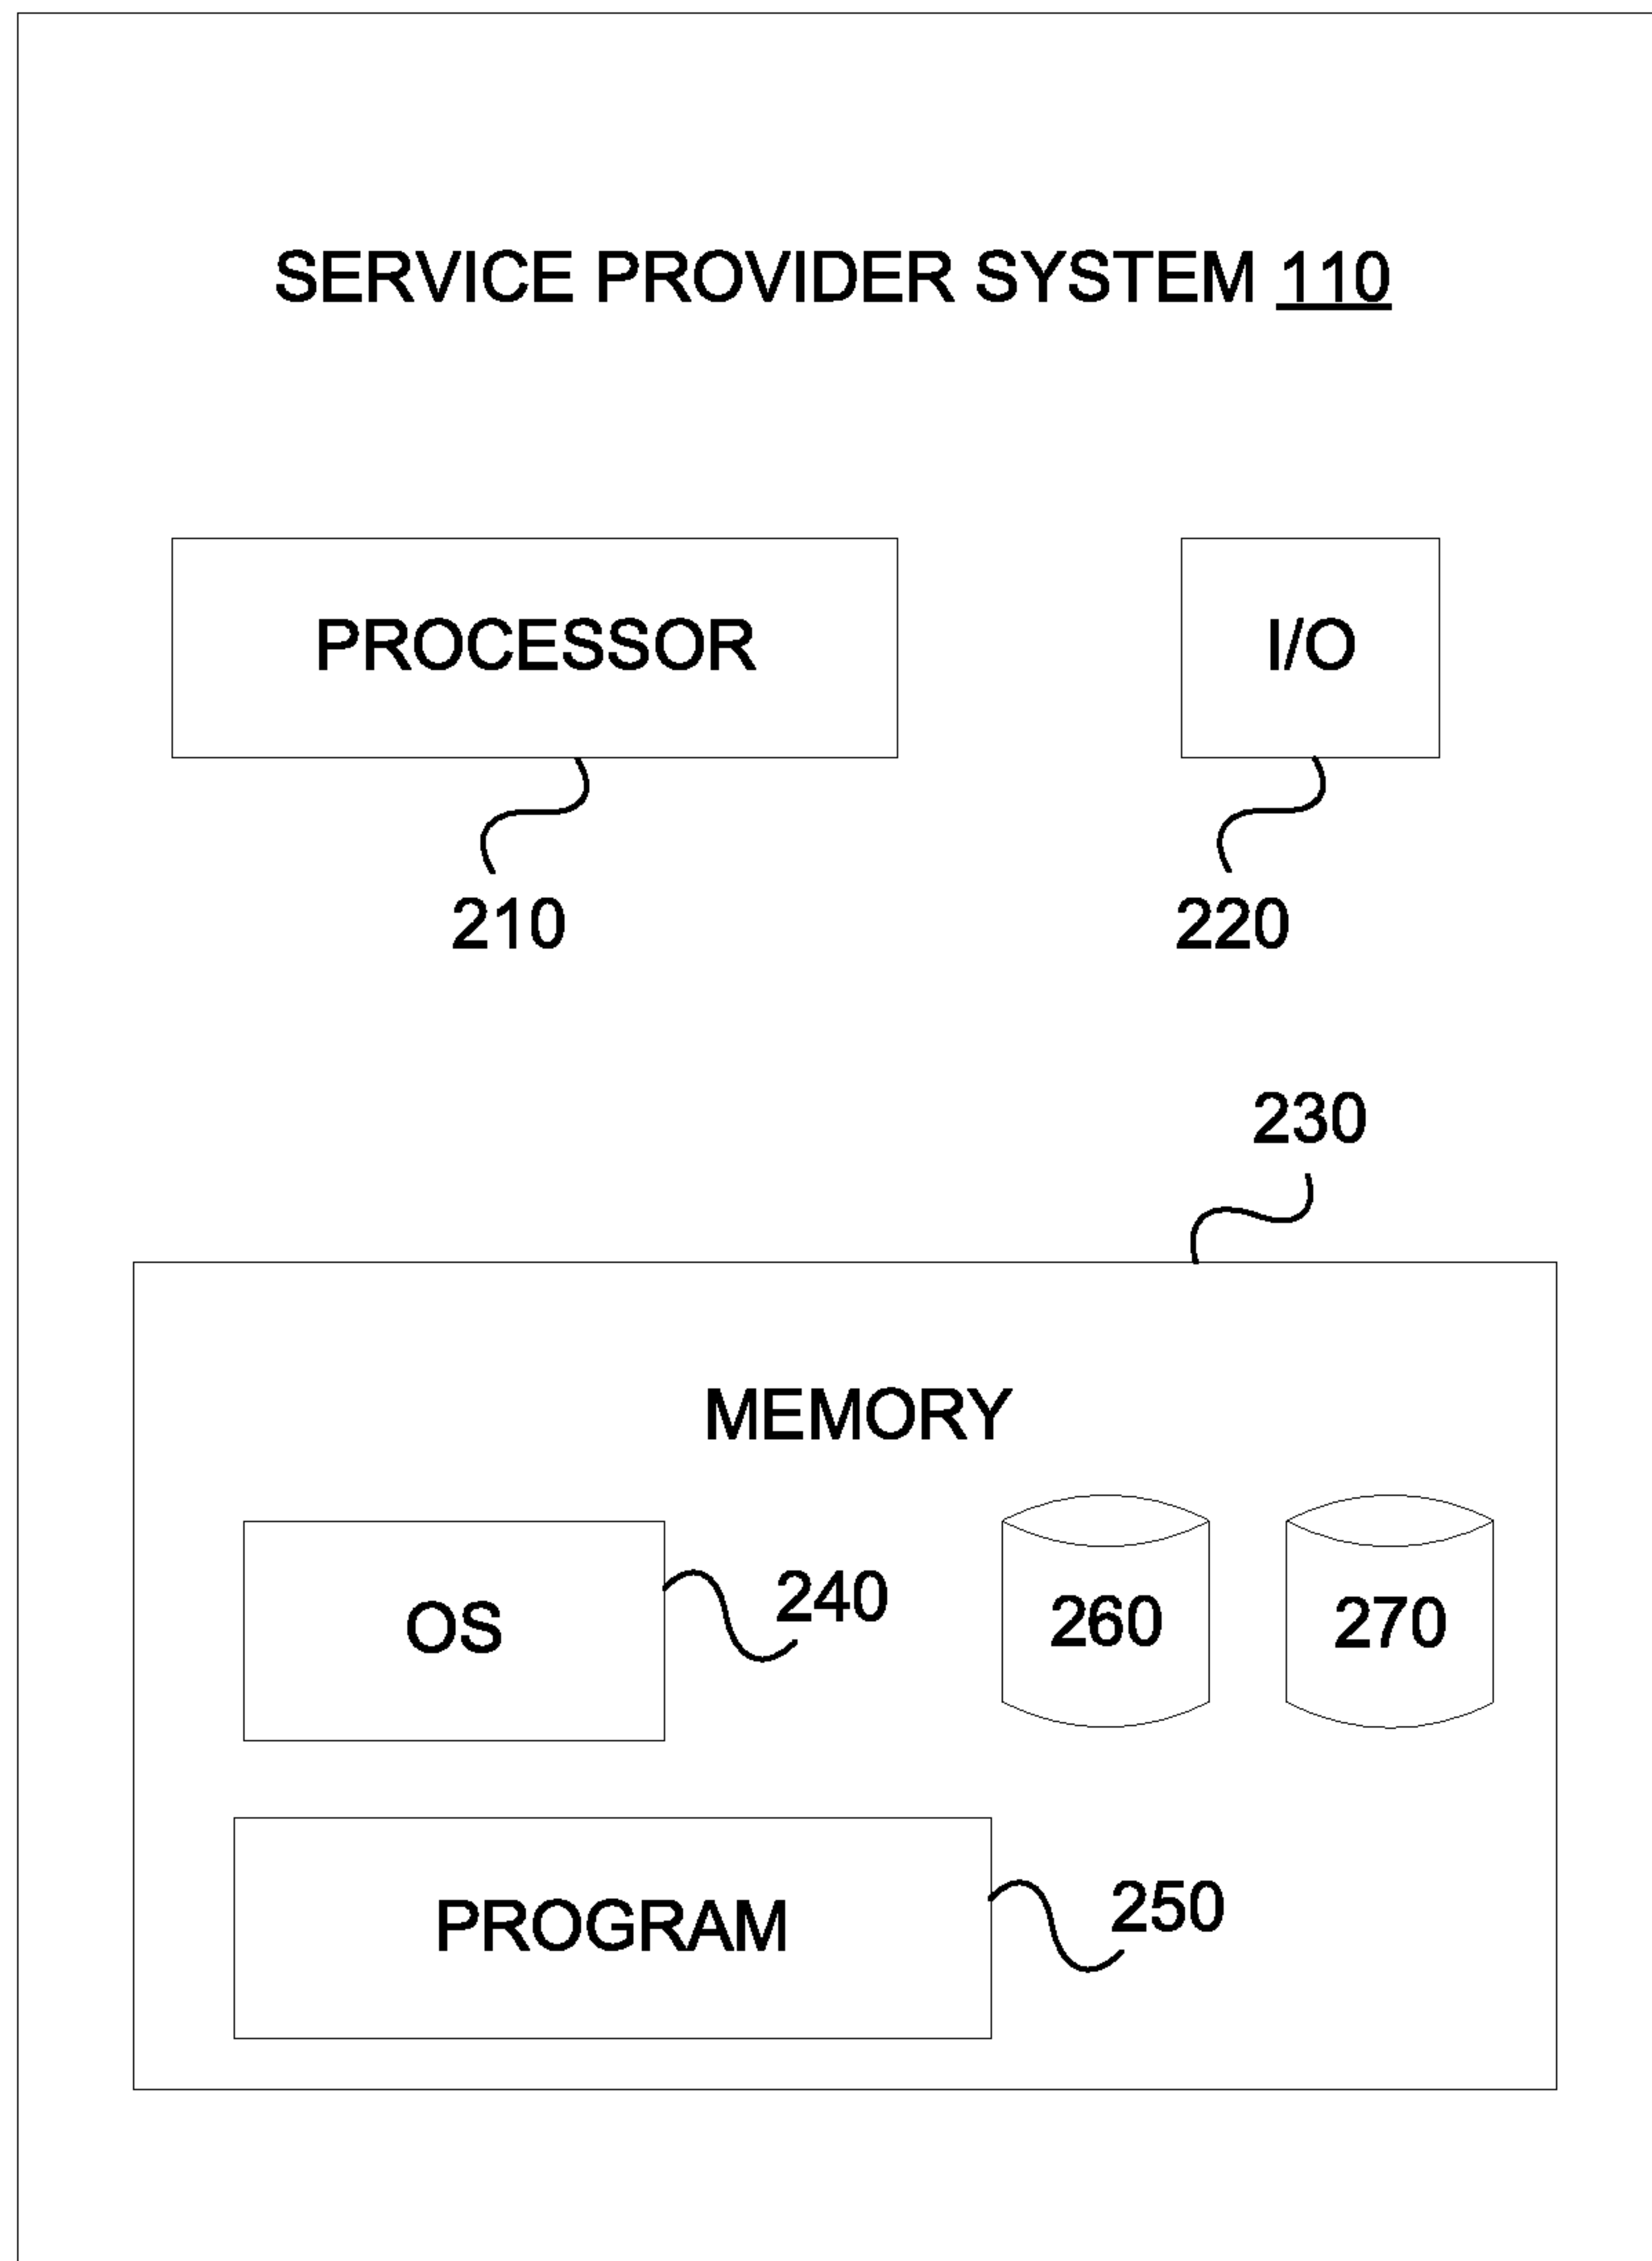 SERVICE PROVIDER SYSTEM 110
PROCESSOR
I/O
210
220
230
MEMORY
OS
240
260
270
PROGRAM
250